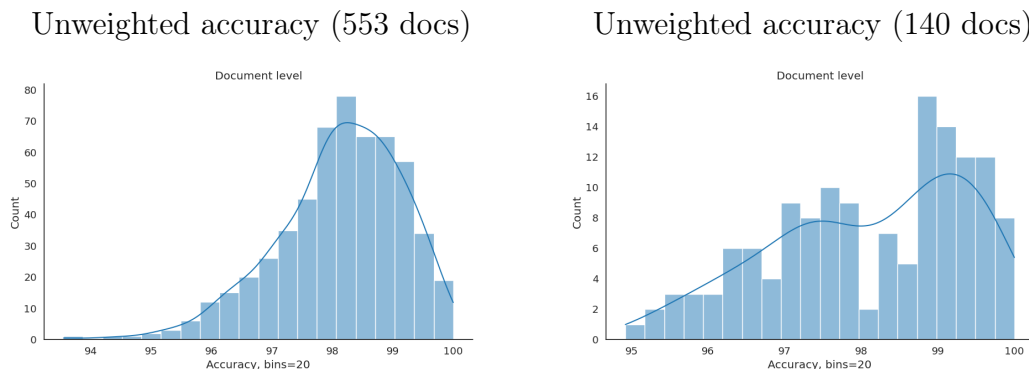 Unweighted accuracy (553 docs)
Document level
80
70
60
50
40
30
20
10
0
Count
94 95 96 97 98 99 100
Accuracy, bins=20
Unweighted accuracy (140 docs)
Document level
16
14
12
10
8
6
4
2
0
Count
95 96 97 98 99 100
Accuracy, bins=20